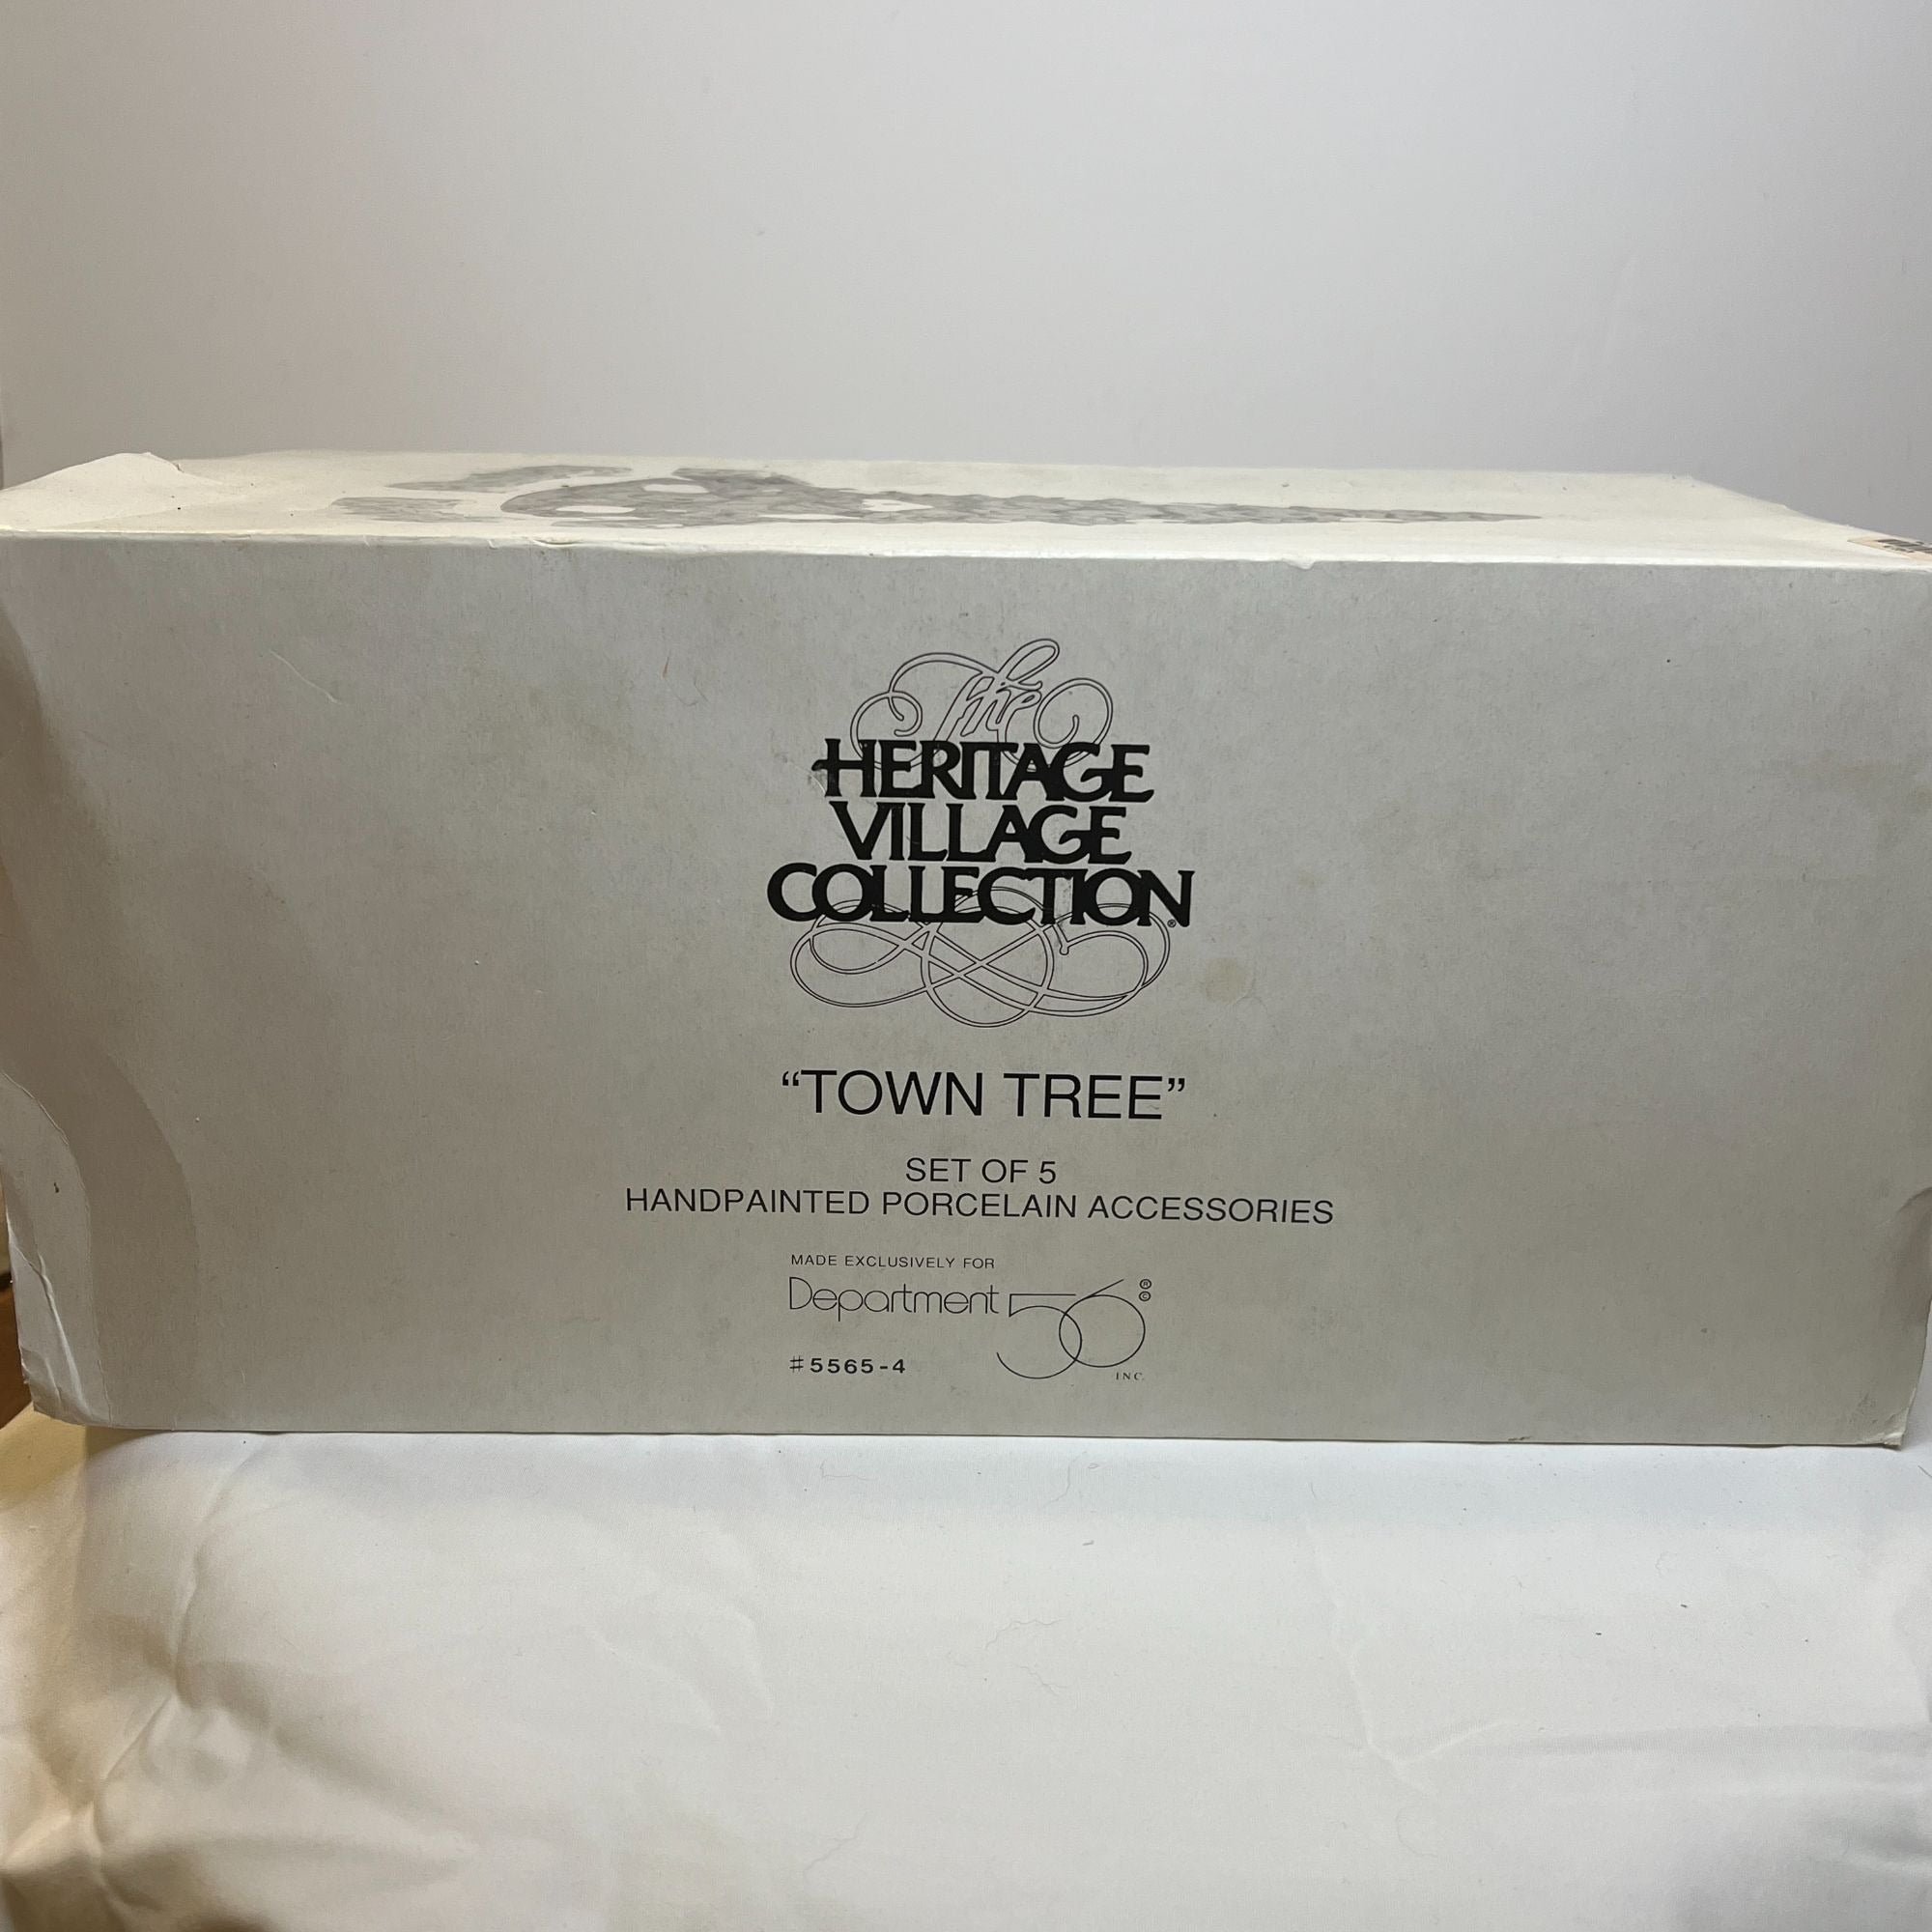 The
HERITAGE
VILLAGE
COLLECTION®
“TOWN TREE”
SET OF 5
HANDPAINTED PORCELAIN ACCESSORIES
MADE EXCLUSIVELY FOR
Department 56 ® ©
INC.
#5565-4